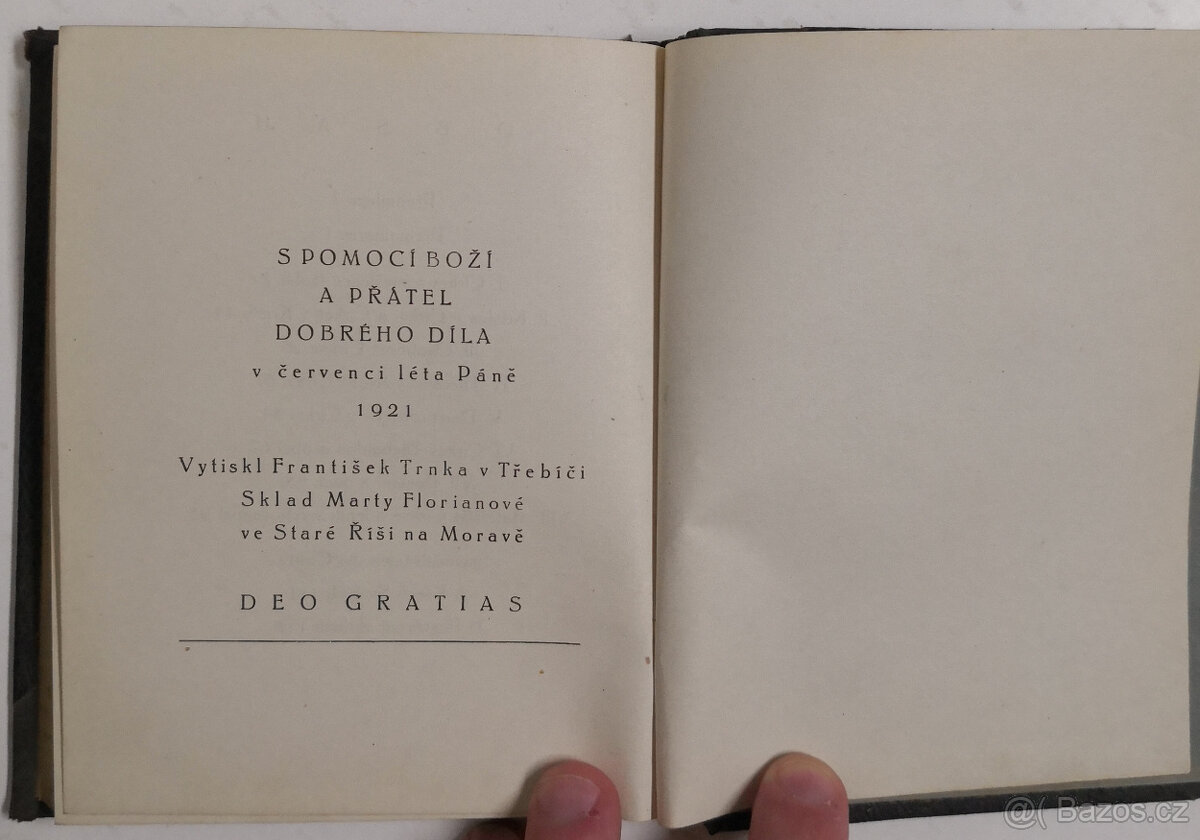 S POMOCÍ BOŽÍ
A PŘÁTEL
DOBRÉHO DÍLA
v červenci léta Páně
1921
Vytiskl František Trnka v Třebíči
Sklad Marty Florianové
ve Staré Říši na Moravě
DEO GRATIAS
@( Bazos.cz